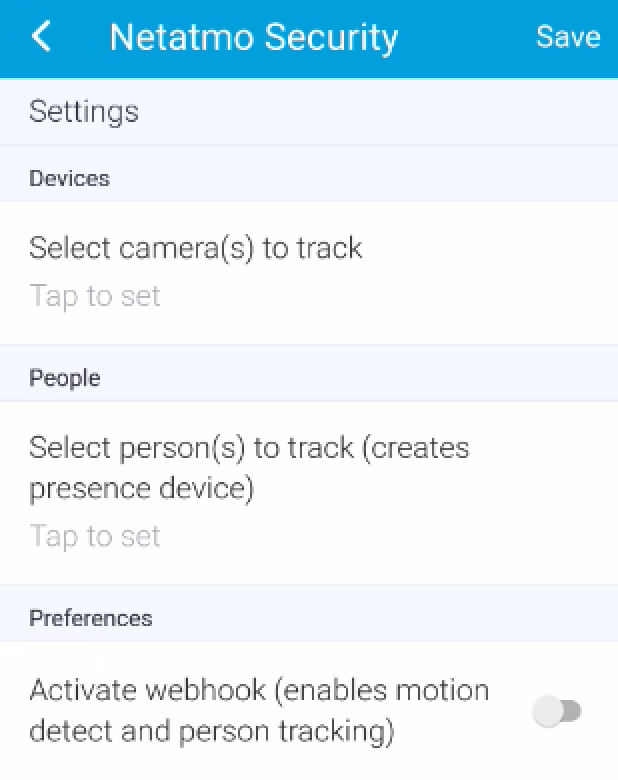 Netatmo Security
Save
Settings
Devices
Select camera(s) to track
Tap to set
People
Select person(s) to track (creates
presence device)
Tap to set
Preferences
Activate webhook (enables motion
detect and person tracking)